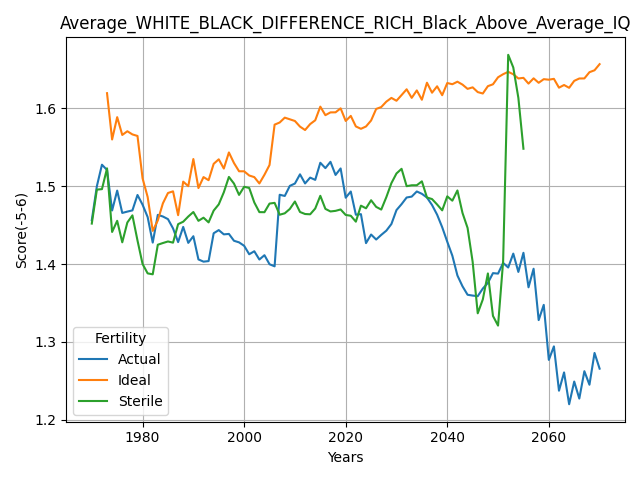 Average_WHITE_BLACK_DIFFERENCE_RICH_Black_Above_Average_IQ
Score(-5-6)
1.6
1.5
1.4
1.3
1.2
Fertility
Actual
Ideal
Sterile
1980
2000
2020
2040
2060
Years